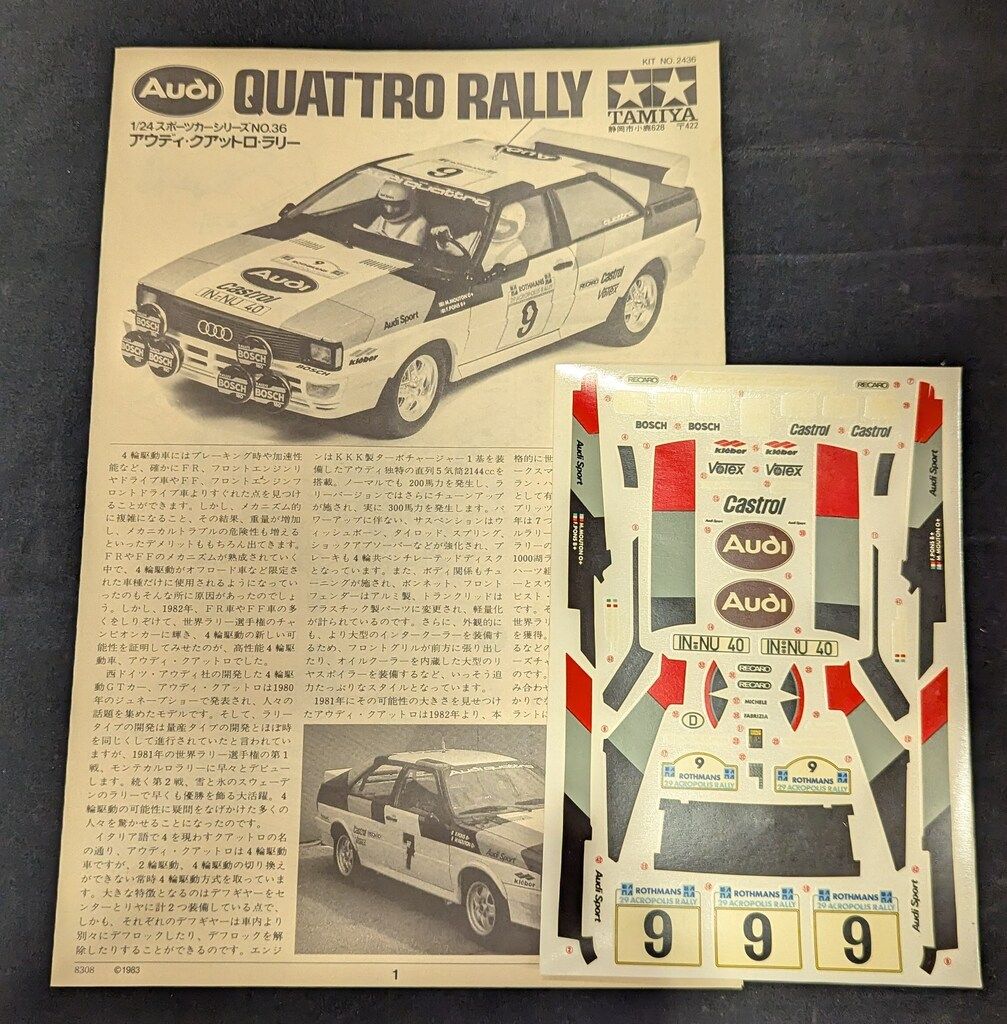 KIT NO. 2436
Audi QUATTRO RALLY
TAMIYA
静岡市小鹿628 〒422
1/24スポーツカーシリーズNO.36
アウディ・クアットロ・ラリー
9
Audi
Castrol
IN-NU 40
BOSCH
BOSCH
BOSCH
BOSCH
BOSCH
BOSCH
kléber
Audi Sport
M.MOUTON
F.PONS
ROTHMANS
29 ACROPOLIS RALLY
9
RECARO
Castrol
Votex
quattro
4輪駆動車にはブレーキング時や加速性
能など、確かにFR、フロントエンジンリ
ヤドライブ車やFF、フロントエンジン
フロントドライブ車よりすぐれた点を見つけ
ることができます。しかし、メカニズム的
に複雑になること、その結果、重量が増加
し、メカニカルトラブルの危険性も増える
といったデメリットももちろん出てきます。
FRやFFのメカニズムが熟成されていく
中で、4輪駆動がオフロード車など限定さ
れた車種だけに使用されるようになってい
ったのもそんな所に原因があったのでしょ
う。しかし、1982年、FR車やFF車の多
くをしりぞけて、世界ラリー選手権のチャ
ンピオンカーに輝き、4輪駆動の新しい可
能性を証明してみせたのが、高性能4輪駆
動車、アウディ・クアットロでした。
西ドイツ・アウディ社の開発した4輪駆
動GTカー、アウディ・クアットロは1980
年のジュネーブショーで発表され、人々の
話題を集めたモデルです。そして、ラリー
タイプの開発は量産タイプの開発とほぼ時
を同じくして進行されていたと言われてい
ますが、1981年の世界ラリー選手権の第1
戦、モンテカルロラリーに早々とデビュー
します。続く第2戦、雪と氷のスウェーデ
ンのラリーで早くも優勝を飾る大活躍。4
輪駆動の可能性に疑問をなげかけた多くの
人々を驚かせることになったのです。
イタリア語で4を現わすクアットロの名
の通り、アウディ・クアットロは4輪駆動
車ですが、2輪駆動、4輪駆動の切り換え
ができない常時4輪駆動方式を取っていま
す。大きな特徴となるのはデフギヤーをセ
ンターとリヤに計2つ装備している点で、
しかも、それぞれのデフギヤーは車内より
別々にデフロックしたり、デフロックを解
除したりすることができるのです。エンジ
ンはKKK製ターボチャージャー1基を装
備したアウディ独特の直列5気筒2144ccを
搭載。ノーマルでも200馬力を発生し、ラ
リーバージョンではさらにチューンアップ
が施され、実に300馬力を発生します。パ
ワーアップに伴ない、サスペンションはウ
ィッシュボーン、タイロッド、スプリング、
ショックアブソーバーなどが強化され、ブ
レーキも4輪共ベンチレーテッドディスク
となっています。また、ボディ関係もチュ
ーニングが施され、ボンネット、フロント
フェンダーはアルミ製、トランクリッドは
プラスチック製パーツに変更され、軽量化
が計られているのです。さらに、外観的に
も、より大型のインタークーラーを装備す
るため、フロントグリルが前方に張り出し
たり、オイルクーラーを内蔵した大型のリ
ヤスポイラーを装備するなど、いっそう迫
力たっぷりなスタイルとなっています。
1981年にその可能性の大きさを見せつけ
たアウディ・クアットロは1982年より、本
8308 ©1983
1
RECARO
RECARO
BOSCH BOSCH Castrol Castrol
kléber kléber
Votex Votex
Castrol
Audi
Audi
IN-NU 40 IN-NU 40
Audi Sport
Audi Sport
F.PONS
M.MOUTON
RECARO
RECARO
MICHELE
FABRIZIA
D
9
ROTHMANS
29 ACROPOLIS RALLY
9
ROTHMANS
29 ACROPOLIS RALLY
Audi Sport
Audi Sport
ROTHMANS
29 ACROPOLIS RALLY
9
ROTHMANS
29 ACROPOLIS RALLY
9
ROTHMANS
29 ACROPOLIS RALLY
9